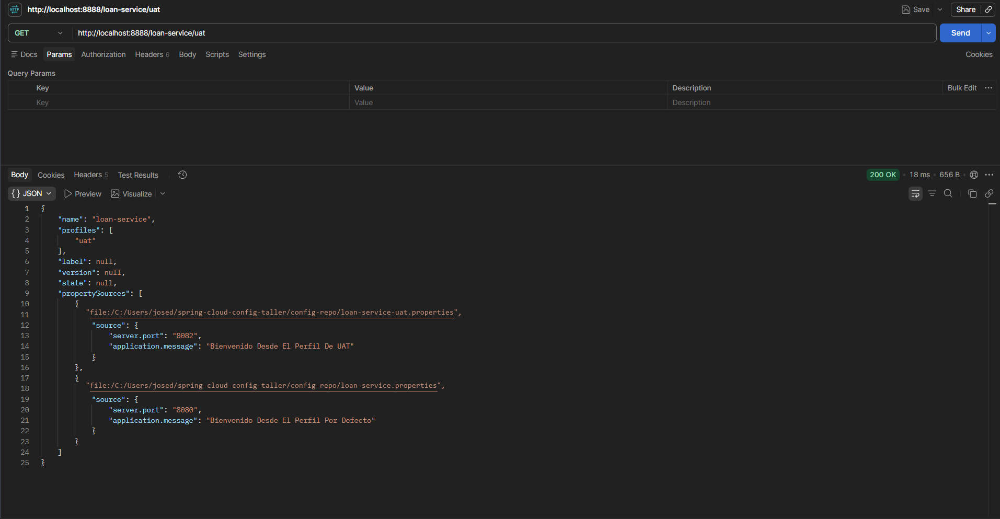 HTTP http://localhost:8888/loan-service/uat Save Share
GET http://localhost:8888/loan-service/uat Send
Docs Params Authorization Headers 6 Body Scripts Settings Cookies
Query Params
Key Value Description Bulk Edit
Key Value Description
Body Cookies Headers 5 Test Results 200 OK 18 ms 656 B
{} JSON Preview Visualize
1 {
2 "name": "loan-service",
3 "profiles": [
4 "uat"
5 ],
6 "label": null,
7 "version": null,
8 "state": null,
9 "propertySources": [
10 {
11 "file:/C:/Users/josed/spring-cloud-config-taller/config-repo/loan-service-uat.properties",
12 "source": {
13 "server.port": "8082",
14 "application.message": "Bienvenido Desde El Perfil De UAT"
15 }
16 },
17 {
18 "file:/C:/Users/josed/spring-cloud-config-taller/config-repo/loan-service.properties",
19 "source": {
20 "server.port": "8080",
21 "application.message": "Bienvenido Desde El Perfil Por Defecto"
22 }
23 }
24 ]
25 }